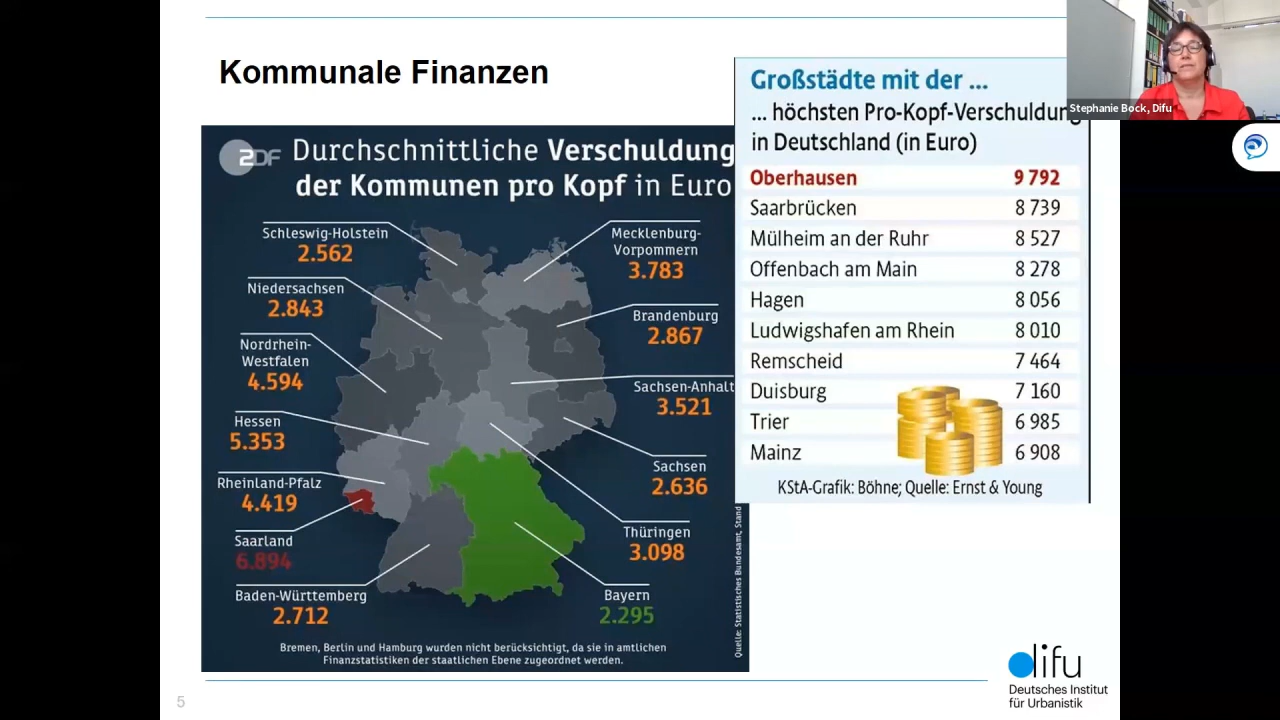 Kommunale Finanzen
ZDF
Durchschnittliche Verschuldung
der Kommunen pro Kopf in Euro
Schleswig-Holstein
2.562
Niedersachsen
2.843
Nordrhein-
Westfalen
4.594
Hessen
5.353
Rheinland-Pfalz
4.419
Saarland
6.894
Baden-Württemberg
2.712
Mecklenburg-
Vorpommern
3.783
Brandenburg
2.867
Sachsen-Anhalt
3.521
Sachsen
2.636
Thüringen
3.098
Bayern
2.295
Bremen, Berlin und Hamburg wurden nicht berücksichtigt, da sie in amtlichen
Finanzstatistiken der staatlichen Ebene zugeordnet werden.
Quelle: Statistisches Bundesamt, Stand
Großstädte mit der ...
... höchsten Pro-Kopf-Verschuldung
in Deutschland (in Euro)
Oberhausen 9 792
Saarbrücken 8 739
Mülheim an der Ruhr 8 527
Offenbach am Main 8 278
Hagen 8 056
Ludwigshafen am Rhein 8 010
Remscheid 7 464
Duisburg 7 160
Trier 6 985
Mainz 6 908
KStA-Grafik: Böhne; Quelle: Ernst & Young
Stephanie Bock, Difu
5
difu
Deutsches Institut
für Urbanistik